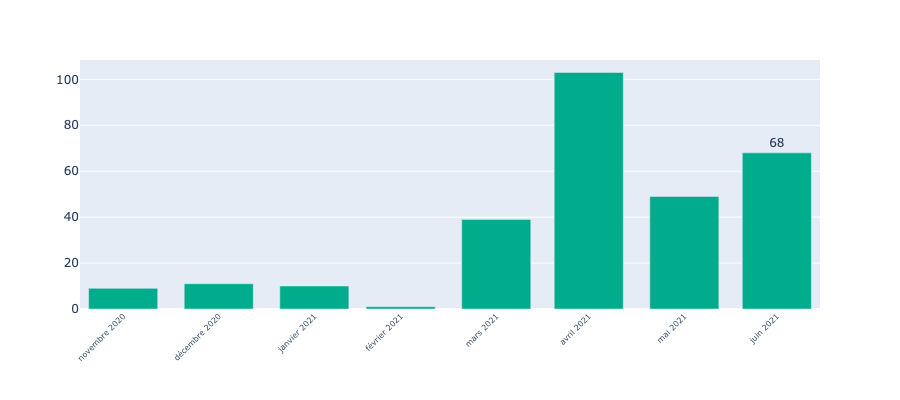 100
80
60
40
20
0
68
novembre 2020
décembre 2020
janvier 2021
février 2021
mars 2021
avril 2021
mai 2021
juin 2021